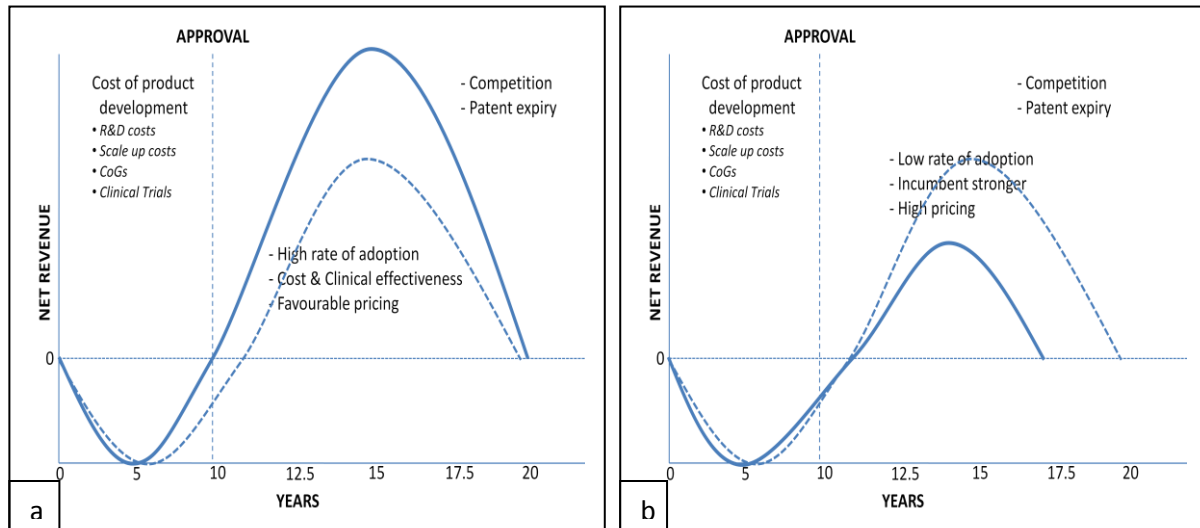 APPROVAL
Cost of product
development
• R&D costs
• Scale up costs
• CoGs
• Clinical Trials
- Competition
- Patent expiry
- High rate of adoption
- Cost & Clinical effectiveness
- Favourable pricing
NET REVENUE
0
0 5 10 12.5 15 17.5 20
YEARS
a
APPROVAL
Cost of product
development
• R&D costs
• Scale up costs
• CoGs
• Clinical Trials
- Competition
- Patent expiry
- Low rate of adoption
- Incumbent stronger
- High pricing
NET REVENUE
0
0 5 10 12.5 15 17.5 20
YEARS
b